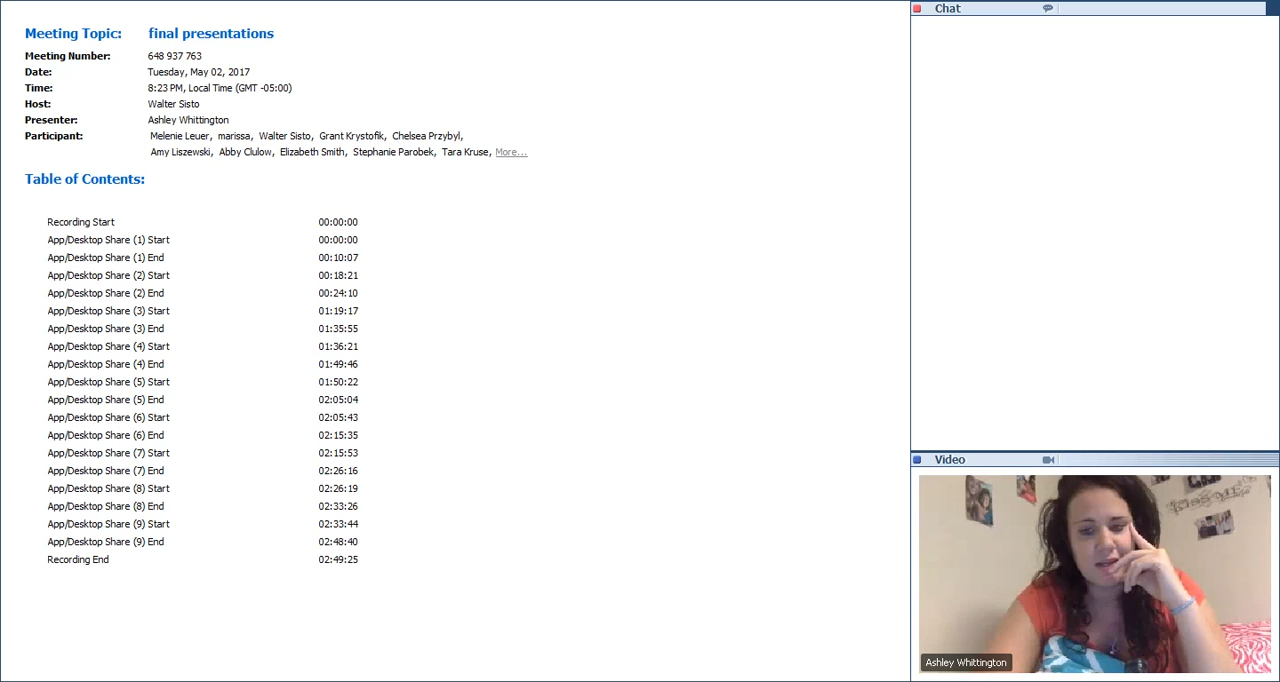 Meeting Topic: final presentations
Meeting Number: 648 937 763
Date: Tuesday, May 02, 2017
Time: 8:23 PM, Local Time (GMT -05:00)
Host: Walter Sisto
Presenter: Ashley Whittington
Participant: Melenie Leuer, marissa, Walter Sisto, Grant Krystofik, Chelsea Przybyl,
Amy Liszewski, Abby Clulow, Elizabeth Smith, Stephanie Parobek, Tara Kruse, More...
Table of Contents:
Recording Start 00:00:00
App/Desktop Share (1) Start 00:00:00
App/Desktop Share (1) End 00:10:07
App/Desktop Share (2) Start 00:18:21
App/Desktop Share (2) End 00:24:10
App/Desktop Share (3) Start 01:19:17
App/Desktop Share (3) End 01:35:55
App/Desktop Share (4) Start 01:36:21
App/Desktop Share (4) End 01:49:46
App/Desktop Share (5) Start 01:50:22
App/Desktop Share (5) End 02:05:04
App/Desktop Share (6) Start 02:05:43
App/Desktop Share (6) End 02:15:35
App/Desktop Share (7) Start 02:15:53
App/Desktop Share (7) End 02:26:16
App/Desktop Share (8) Start 02:26:19
App/Desktop Share (8) End 02:33:26
App/Desktop Share (9) Start 02:33:44
App/Desktop Share (9) End 02:48:40
Recording End 02:49:25
Chat
Video
Ashley Whittington